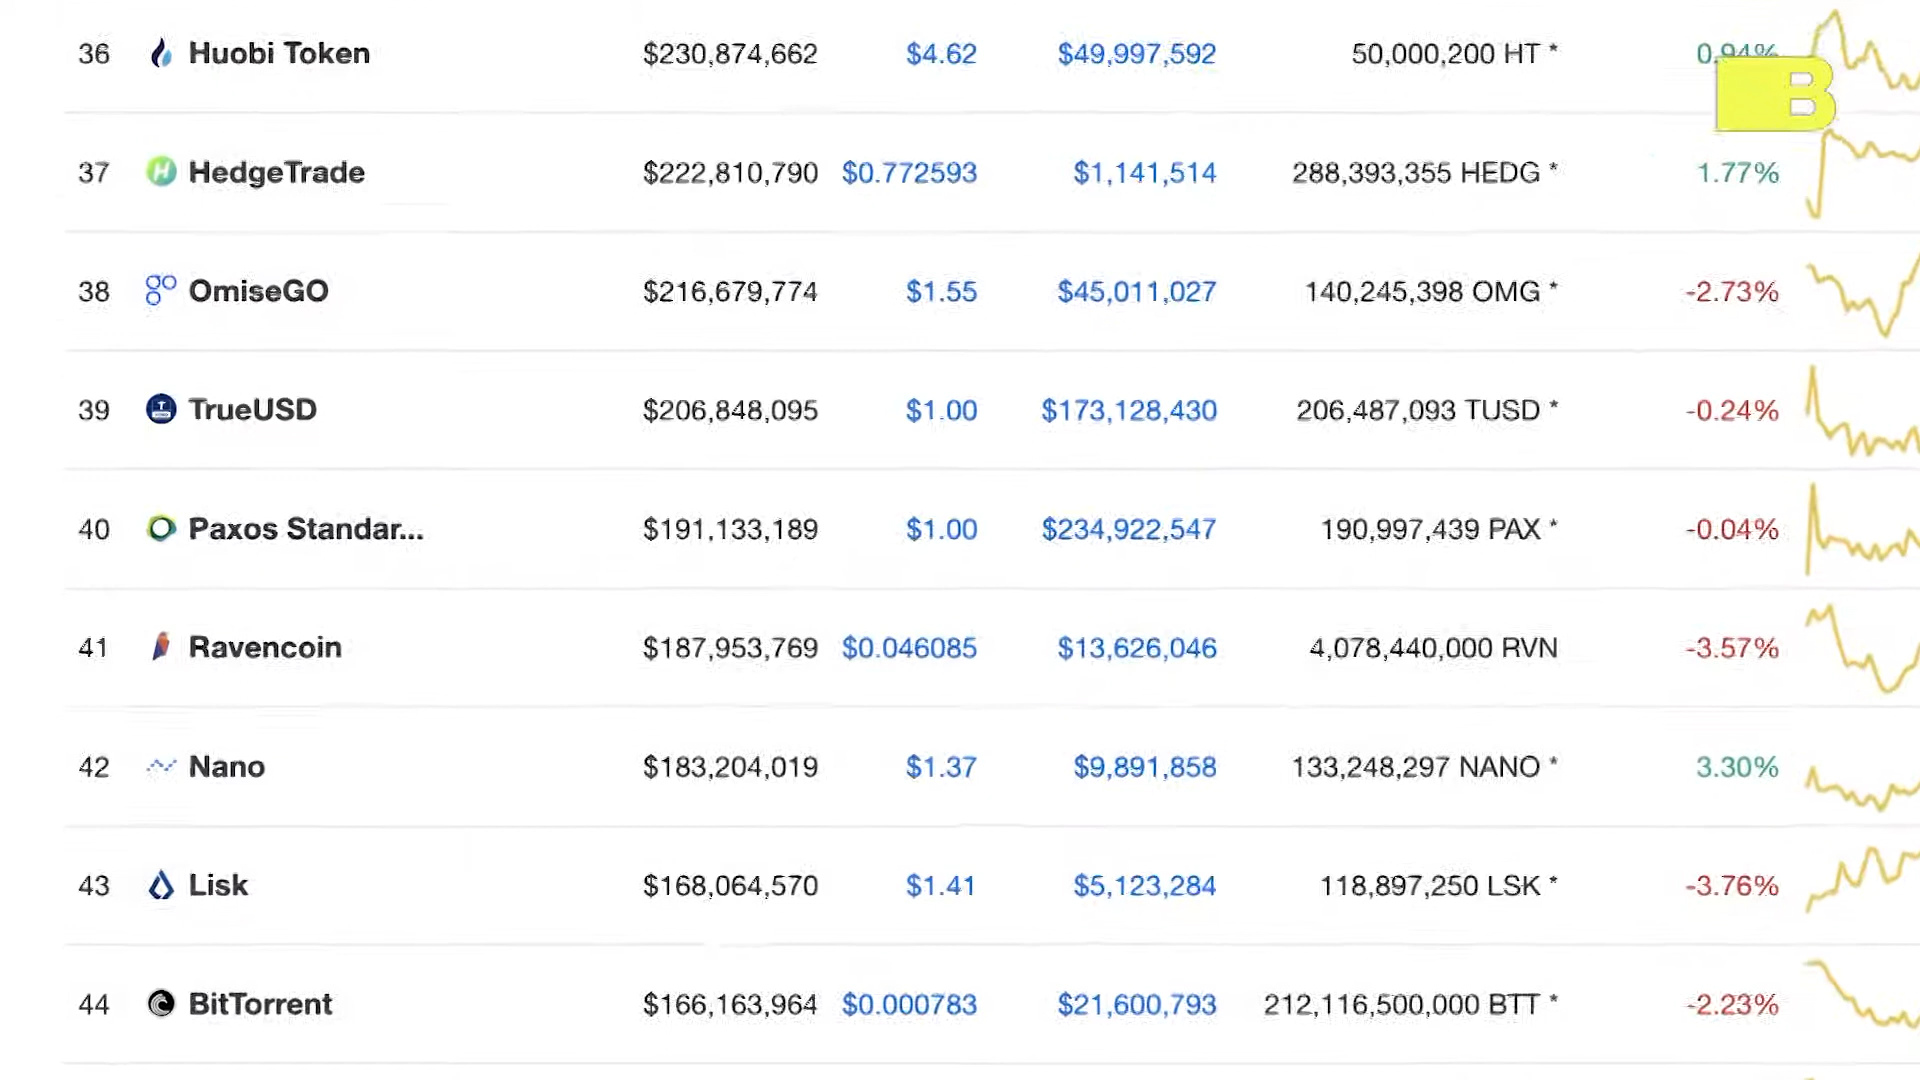 36 Huobi Token $230,874,662 $4.62 $49,997,592 50,000,200 HT * 0.94%
B
37 HedgeTrade $222,810,790 $0.772593 $1,141,514 288,393,355 HEDG * 1.77%
38 OmiseGO $216,679,774 $1.55 $45,011,027 140,245,398 OMG * -2.73%
39 TrueUSD $206,848,095 $1.00 $173,128,430 206,487,093 TUSD * -0.24%
40 Paxos Standar... $191,133,189 $1.00 $234,922,547 190,997,439 PAX * -0.04%
41 Ravencoin $187,953,769 $0.046085 $13,626,046 4,078,440,000 RVN -3.57%
42 Nano $183,204,019 $1.37 $9,891,858 133,248,297 NANO * 3.30%
43 Lisk $168,064,570 $1.41 $5,123,284 118,897,250 LSK * -3.76%
44 BitTorrent $166,163,964 $0.000783 $21,600,793 212,116,500,000 BTT * -2.23%